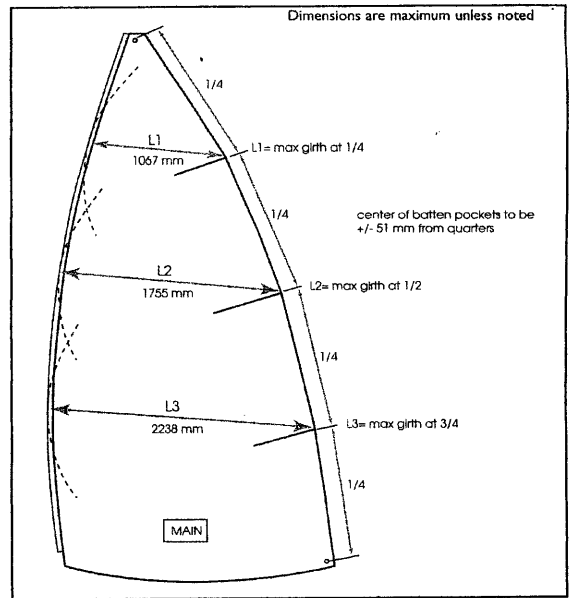 Dimensions are maximum unless noted
1/4
L1
1067 mm
L1= max girth at 1/4
1/4
center of batten pockets to be
+/- 51 mm from quarters
L2
1755 mm
L2= max girth at 1/2
1/4
L3
2238 mm
L3= max girth at 3/4
1/4
MAIN